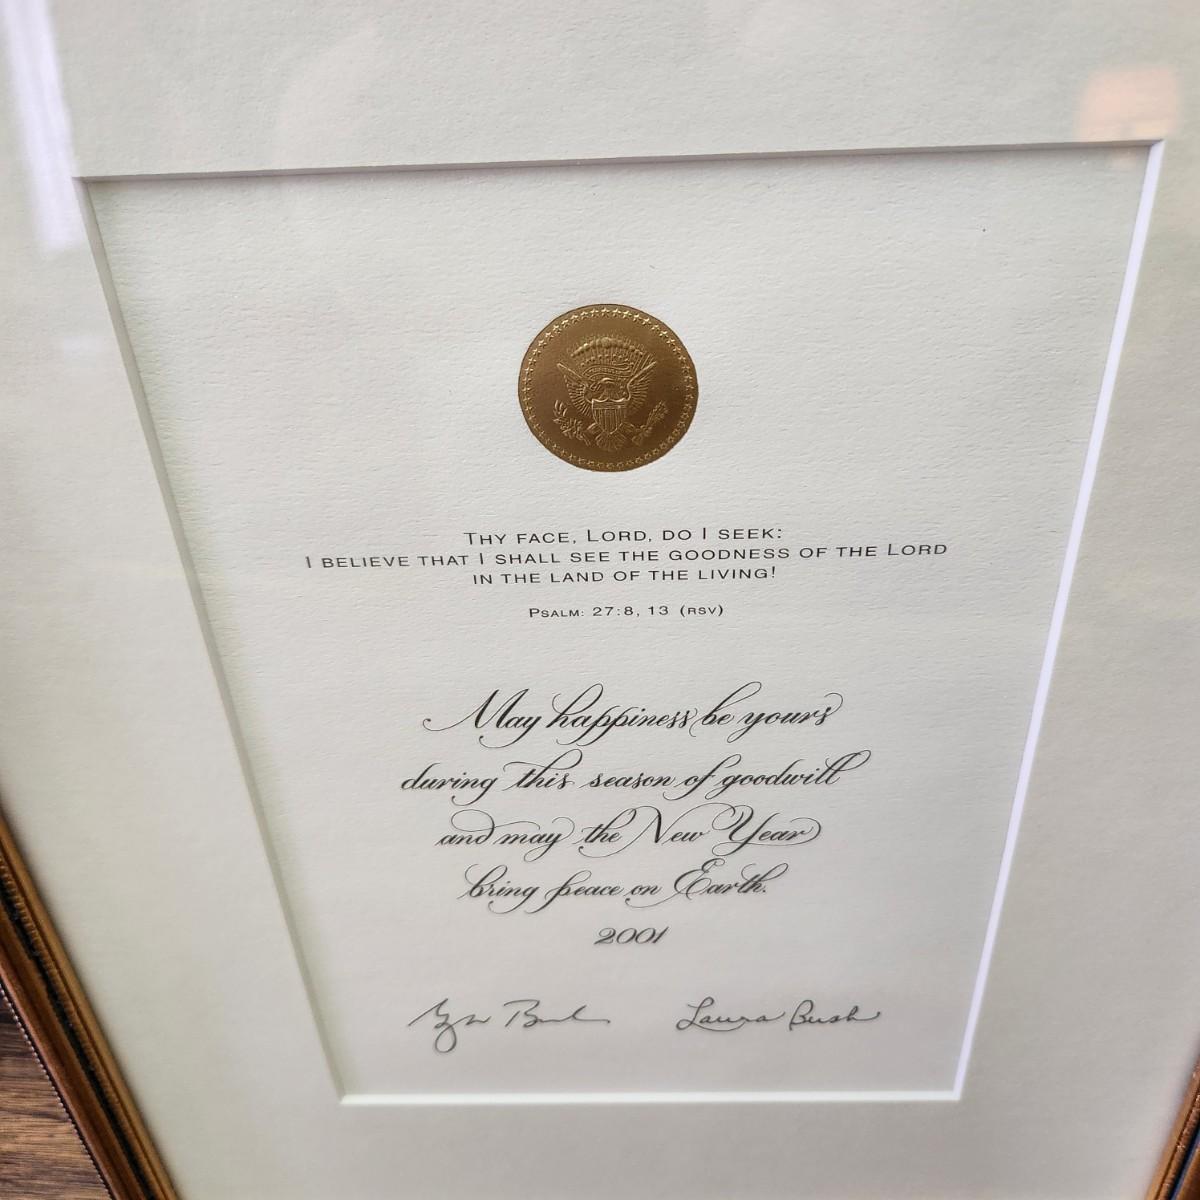 THY FACE, LORD, DO I SEEK:
I BELIEVE THAT I SHALL SEE THE GOODNESS OF THE LORD
IN THE LAND OF THE LIVING!
PSALM: 27:8, 13 (RSV)
May happiness be yours
during this season of goodwill
and may the New Year
bring peace on Earth.
2001
Laura Bush